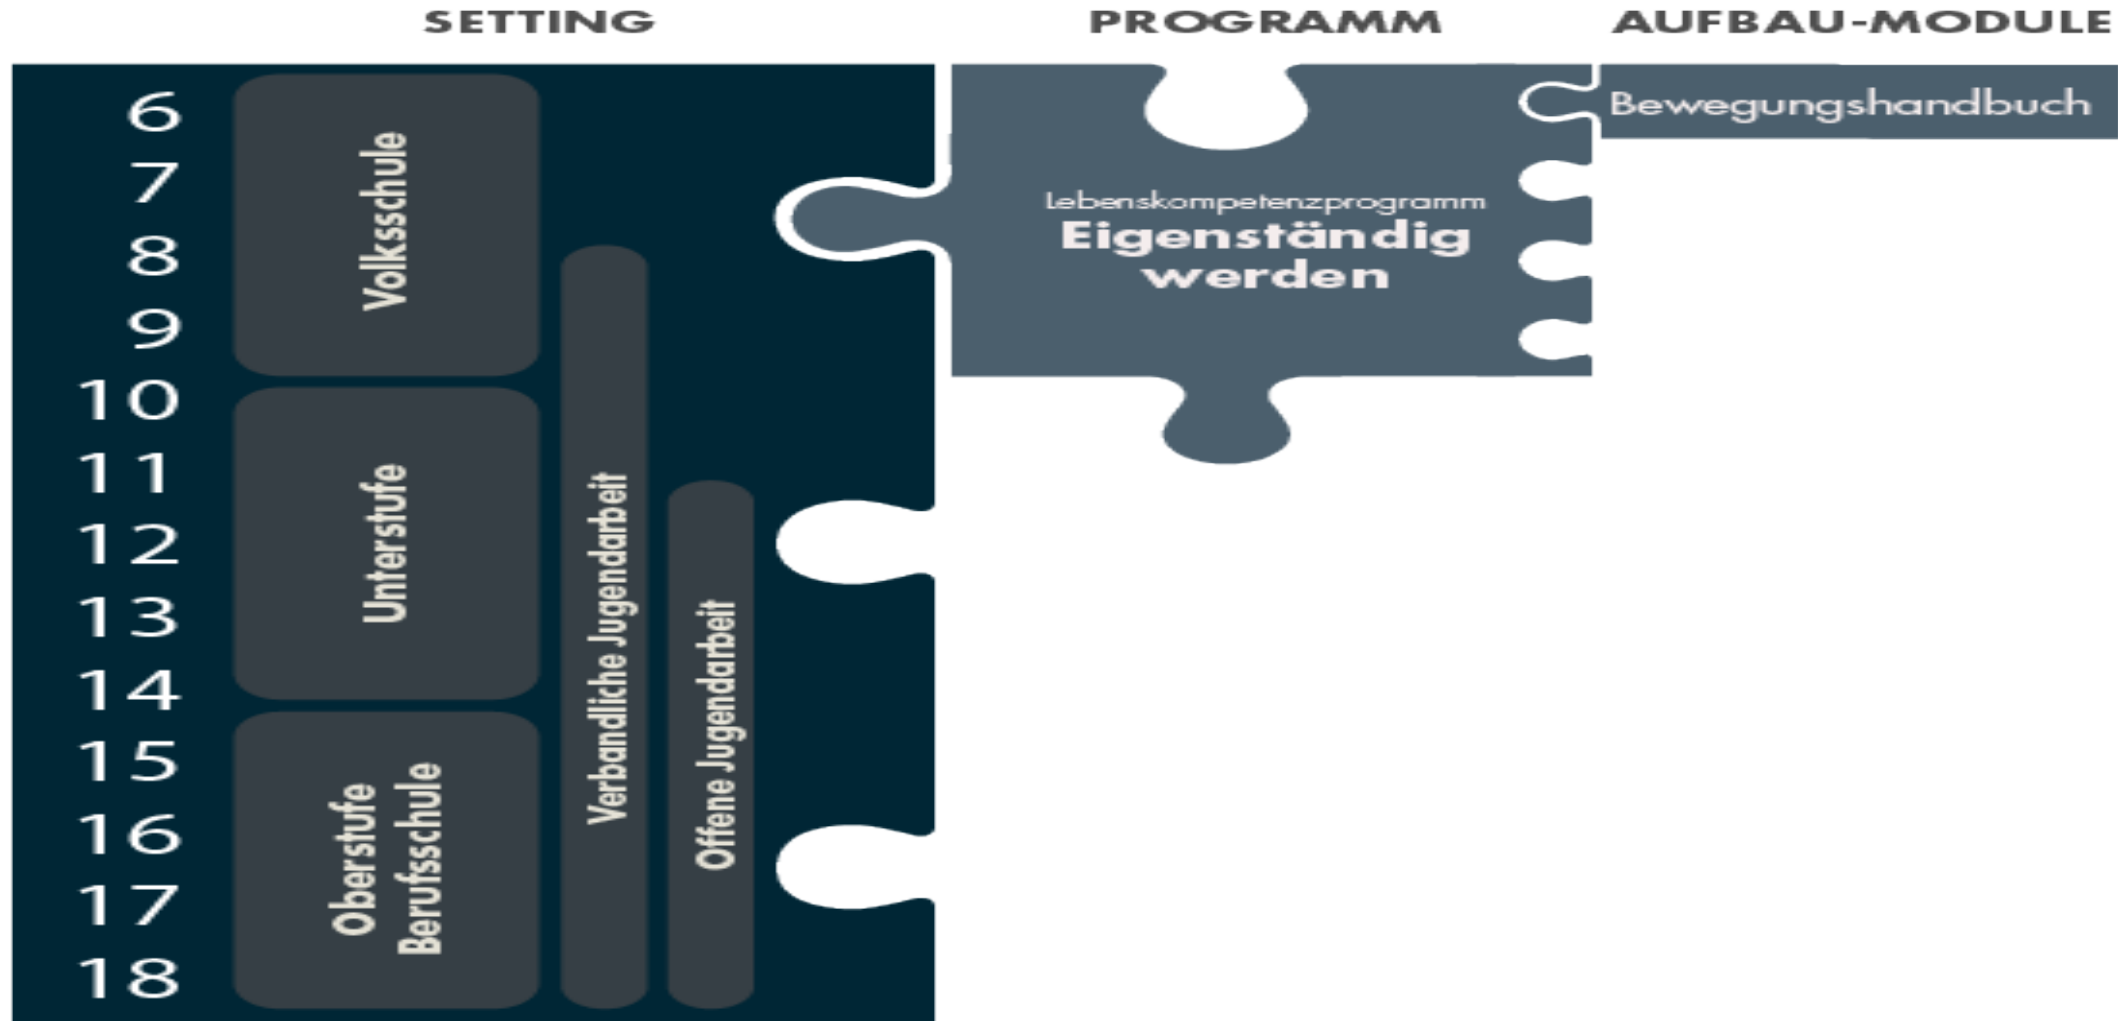 SETTING
PROGRAMM
AUFBAU-MODULE
6
7
8
9
10
11
12
13
14
15
16
17
18
Volksschule
Unterstufe
Oberstufe
Berufsschule
Verbandliche Jugendarbeit
Offene Jugendarbeit
Lebenskompetenzprogramm
Eigenständig
werden
Bewegungshandbuch